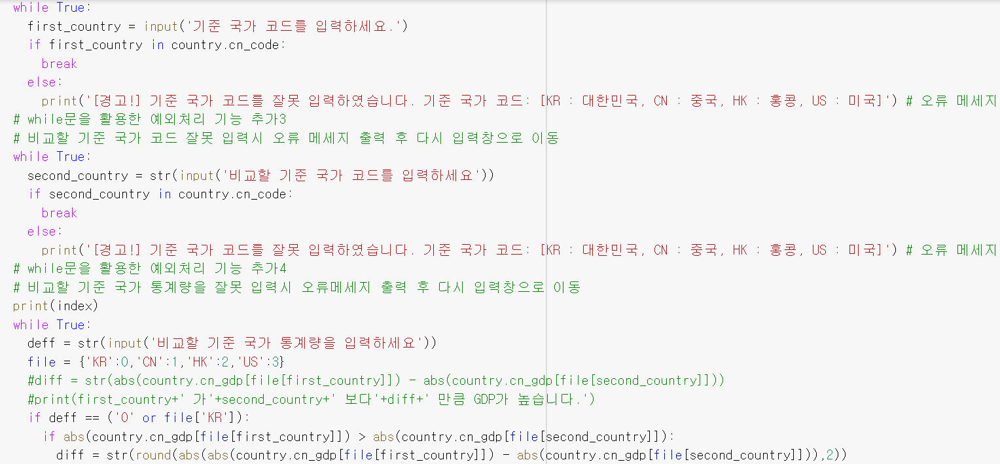 while True:
first_country = input('기준 국가 코드를 입력하세요.')
if first_country in country.cn_code:
break
else:
print('[경고!] 기준 국가 코드를 잘못 입력하였습니다. 기준 국가 코드: [KR : 대한민국, CN : 중국, HK : 홍콩, US : 미국]') # 오류 메세지
# while문을 활용한 예외처리 기능 추가3
# 비교할 기준 국가 코드 잘못 입력시 오류 메세지 출력 후 다시 입력창으로 이동
while True:
second_country = str(input('비교할 기준 국가 코드를 입력하세요'))
if second_country in country.cn_code:
break
else:
print('[경고!] 기준 국가 코드를 잘못 입력하였습니다. 기준 국가 코드: [KR : 대한민국, CN : 중국, HK : 홍콩, US : 미국]') # 오류 메세지
# while문을 활용한 예외처리 기능 추가4
# 비교할 기준 국가 통계량을 잘못 입력시 오류메세지 출력 후 다시 입력창으로 이동
print(index)
while True:
deff = str(input('비교할 기준 국가 통계량을 입력하세요'))
file = {'KR':0,'CN':1,'HK':2,'US':3}
#diff = str(abs(country.cn_gdp[file[first_country]]) - abs(country.cn_gdp[file[second_country]]))
#print(first_country+' 가'+second_country+' 보다'+diff+' 만큼 GDP가 높습니다.')
if deff == ('0' or file['KR']):
if abs(country.cn_gdp[file[first_country]]) > abs(country.cn_gdp[file[second_country]]):
diff = str(round(abs(abs(country.cn_gdp[file[first_country]]) - abs(country.cn_gdp[file[second_country]])),2))